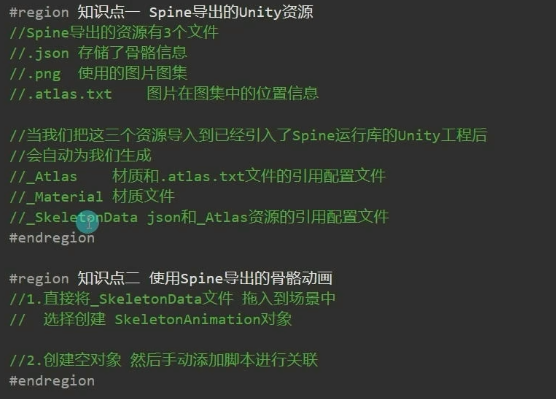 #region 知识点一 Spine导出的Unity资源
//Spine导出的资源有3个文件
//.json 存储了骨骼信息
//.png 使用的图片图集
//.atlas.txt 图片在图集中的位置信息
//当我们把这三个资源导入到已经引入了Spine运行库的Unity工程后
//会自动为我们生成
//_Atlas 材质和.atlas.txt文件的引用配置文件
//_Material 材质文件
//_SkeletonData json和_Atlas资源的引用配置文件
#endregion
#region 知识点二 使用Spine导出的骨骼动画
//1.直接将_SkeletonData文件 拖入到场景中
// 选择创建 SkeletonAnimation对象
//2.创建空对象 然后手动添加脚本进行关联
#endregion